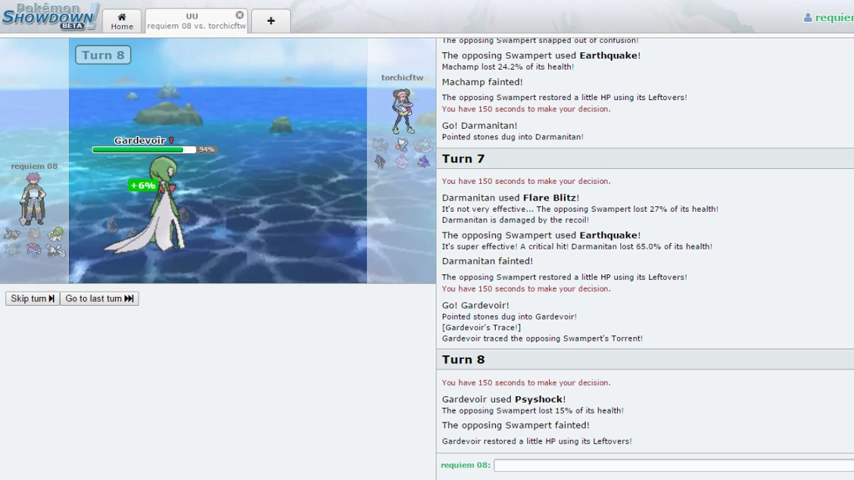 Pokémon
SHOWDOWN
BETA
Home
UU
requiem 08 vs. torchicftw
+
requiem
Turn 8
torchicftw
Gardevoir
94%
requiem 08
+6%
Skip turn
Go to last turn
The opposing Swampert snapped out of confusion!
The opposing Swampert used Earthquake!
Machamp lost 24.2% of its health!
Machamp fainted!
The opposing Swampert restored a little HP using its Leftovers!
You have 150 seconds to make your decision.
Go! Darmanitan!
Pointed stones dug into Darmanitan!
Turn 7
You have 150 seconds to make your decision.
Darmanitan used Flare Blitz!
It's not very effective... The opposing Swampert lost 27% of its health!
Darmanitan is damaged by the recoil!
The opposing Swampert used Earthquake!
It's super effective! A critical hit! Darmanitan lost 65.0% of its health!
Darmanitan fainted!
The opposing Swampert restored a little HP using its Leftovers!
You have 150 seconds to make your decision.
Go! Gardevoir!
Pointed stones dug into Gardevoir!
[Gardevoir's Trace!]
Gardevoir traced the opposing Swampert's Torrent!
Turn 8
You have 150 seconds to make your decision.
Gardevoir used Psyshock!
The opposing Swampert lost 15% of its health!
The opposing Swampert fainted!
Gardevoir restored a little HP using its Leftovers!
requiem 08: